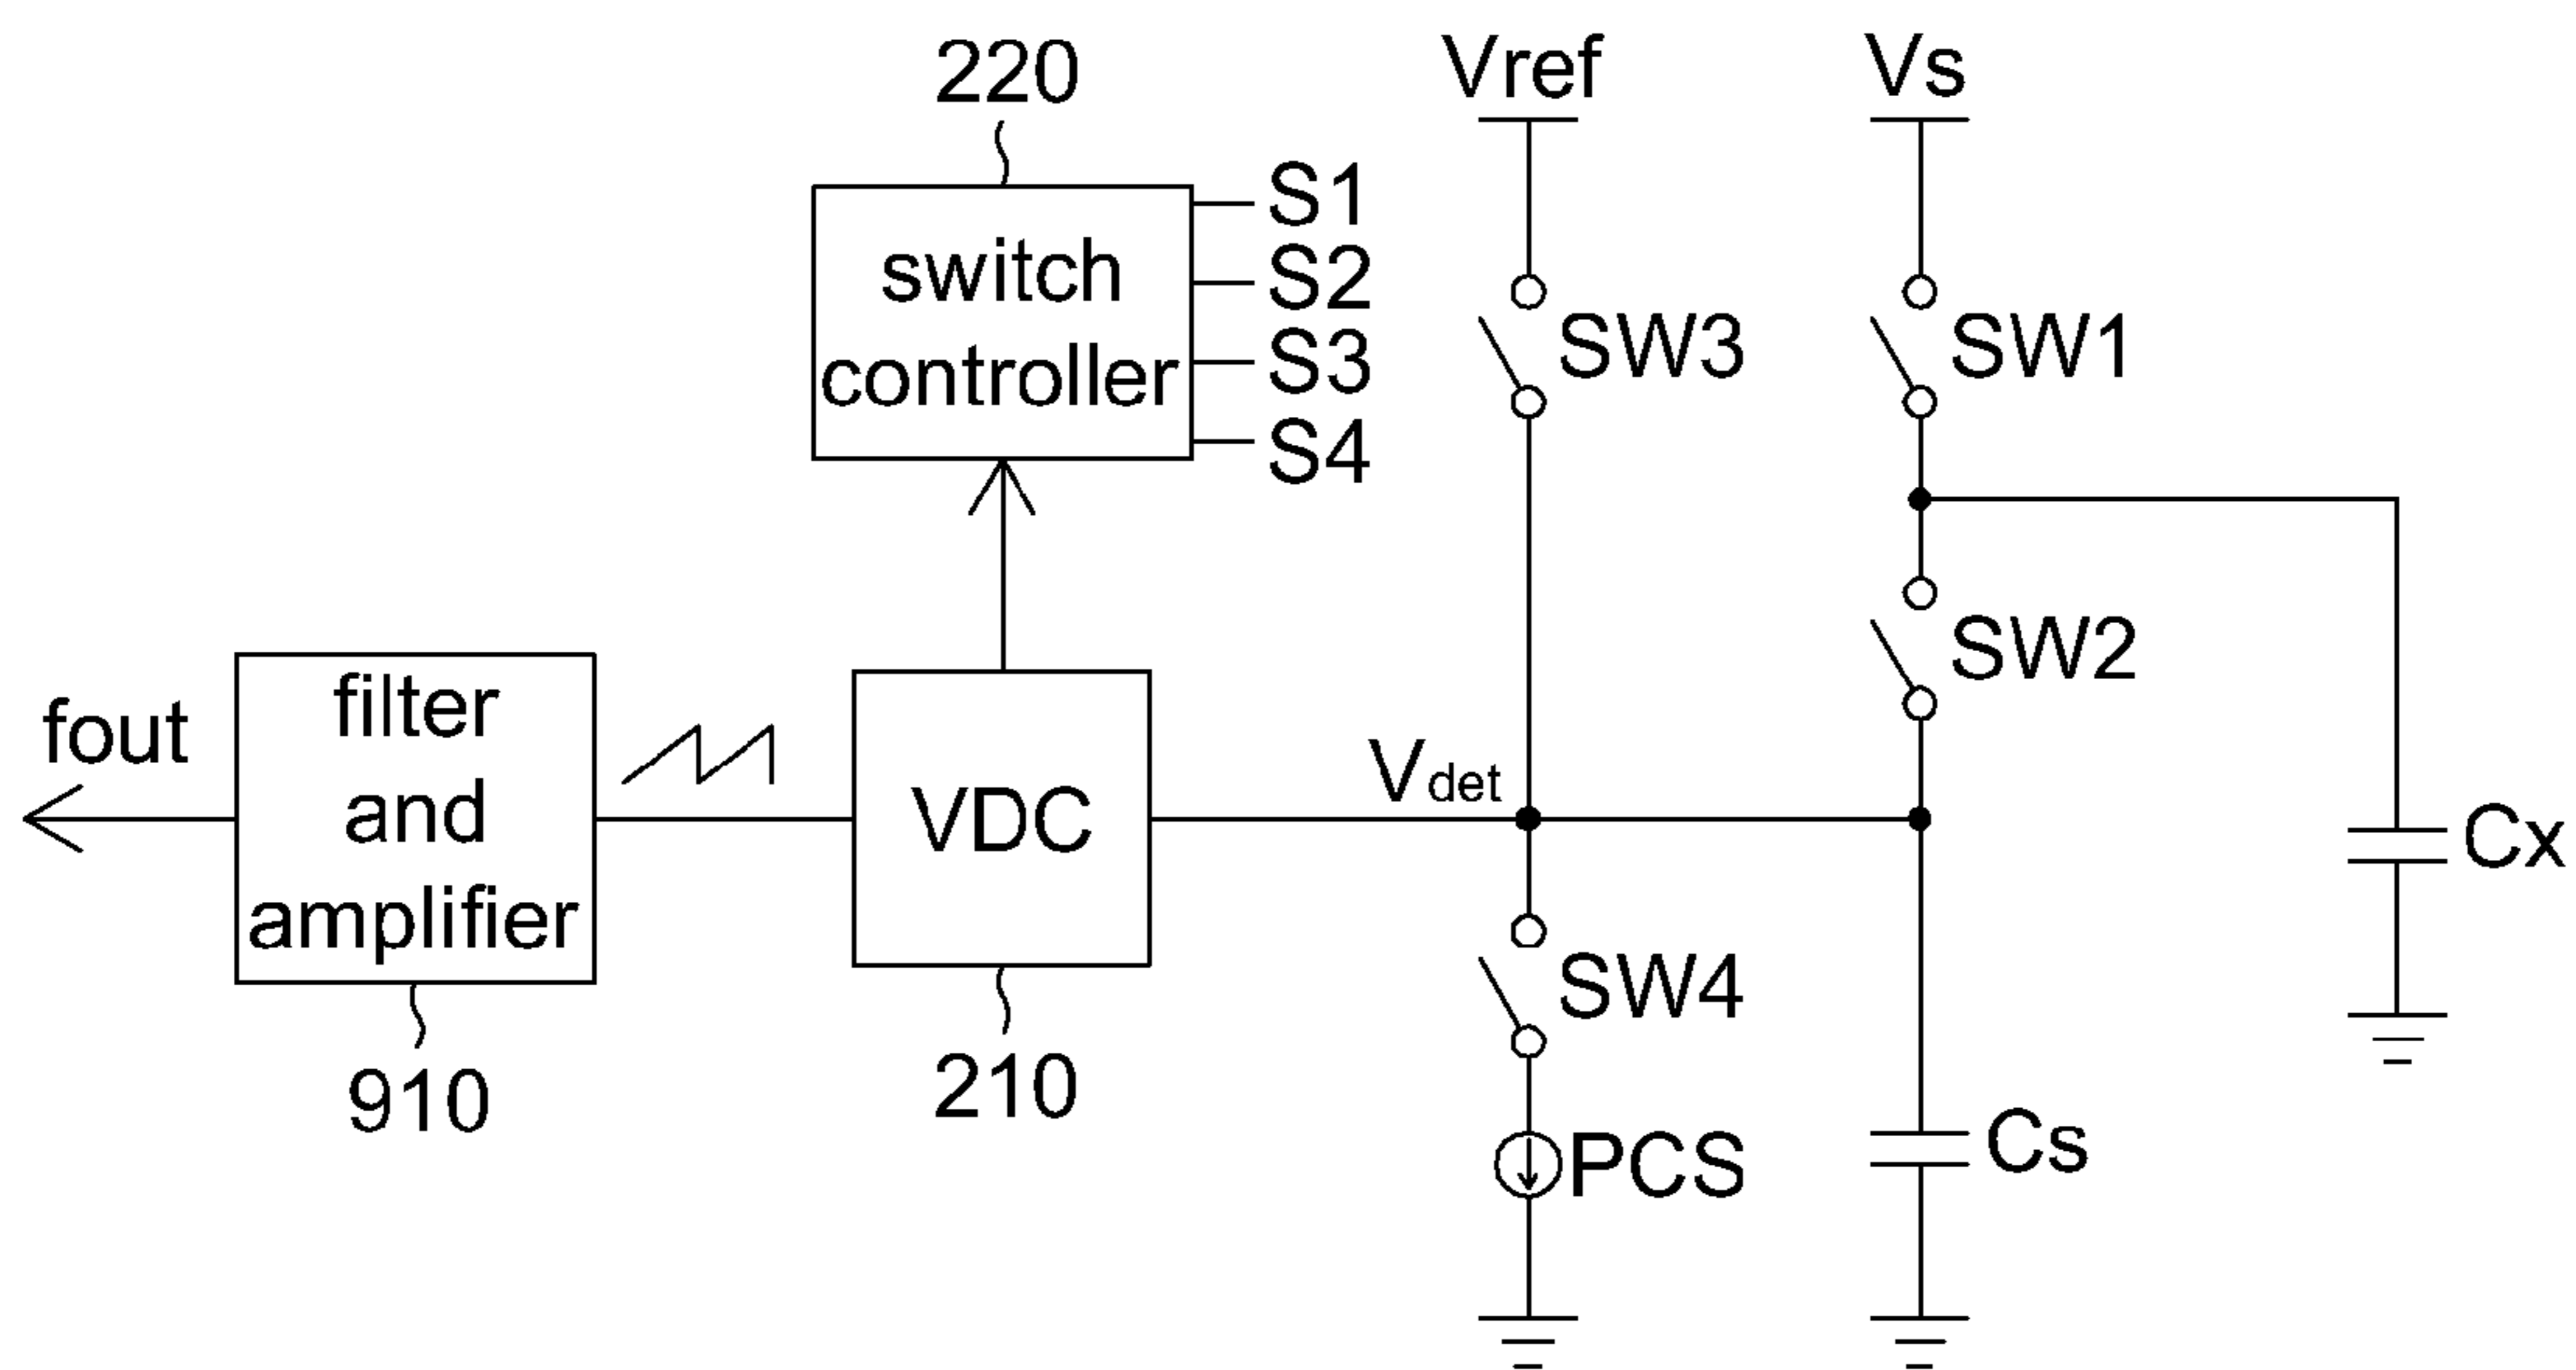 220
Vref
Vs
S1
S2
S3
S4
switch
controller
SW3
SW1
SW2
fout
filter
and
amplifier
VDC
Vdet
Cx
SW4
910
210
PCS
Cs